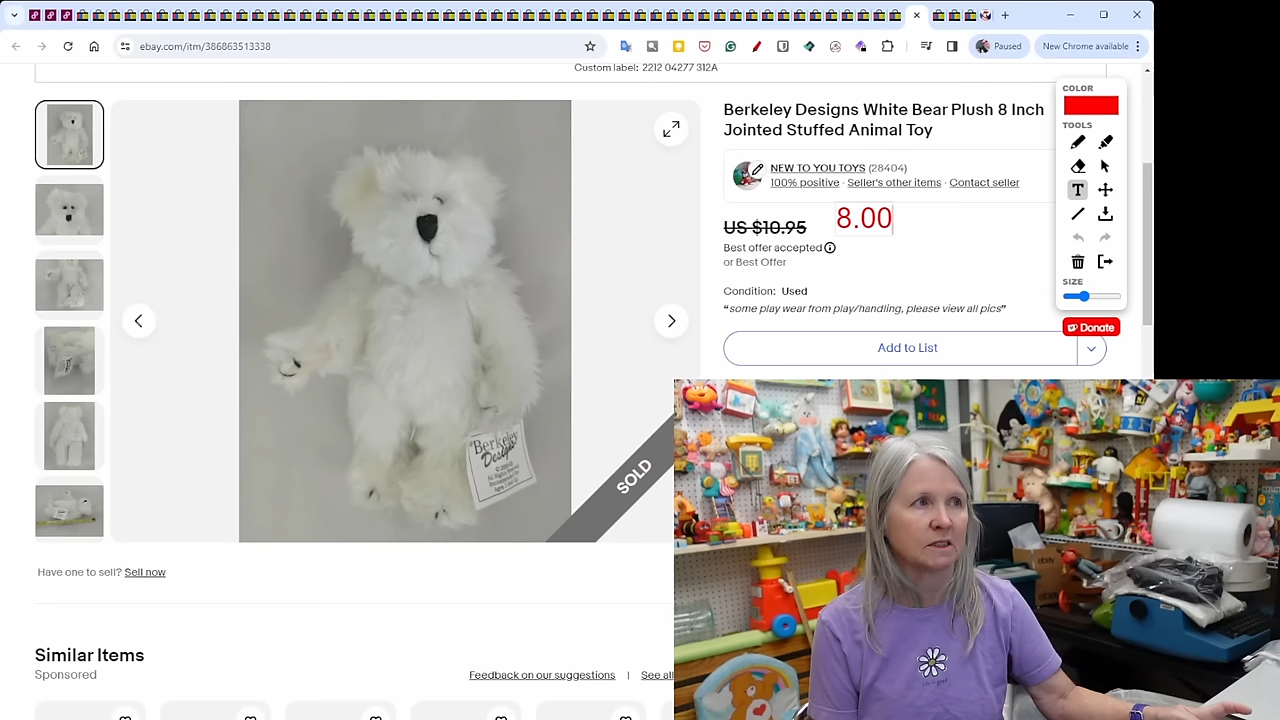 ebay.com/itm/386863513338
Paused
New Chrome available
Custom label: 2212 04277 312A
Berkeley Designs White Bear Plush 8 Inch
Jointed Stuffed Animal Toy
NEW TO YOU TOYS (28404)
100% positive · Seller's other items · Contact seller
US $10.95
8.00
Best offer accepted
or Best Offer
Condition: Used
"some play wear from play/handling, please view all pics"
Add to List
COLOR
TOOLS
T
SIZE
Donate
Berkeley
Designs
SOLD
Have one to sell? Sell now
Similar Items
Sponsored
Feedback on our suggestions | See all
ebay